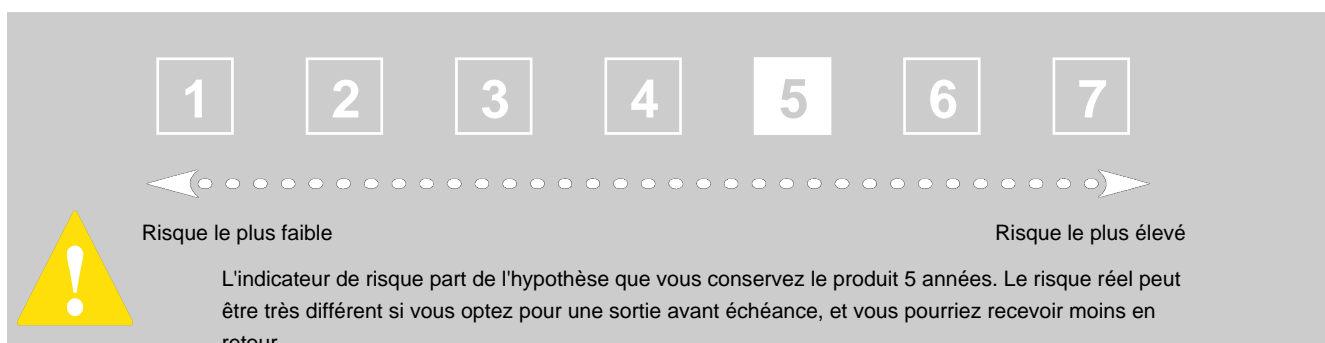 1 2 3 4 5 6 7
!
Risque le plus faible Risque le plus élevé
L'indicateur de risque part de l'hypothèse que vous conservez le produit 5 années. Le risque réel peut
être très différent si vous optez pour une sortie avant échéance, et vous pourriez recevoir moins en
retour.